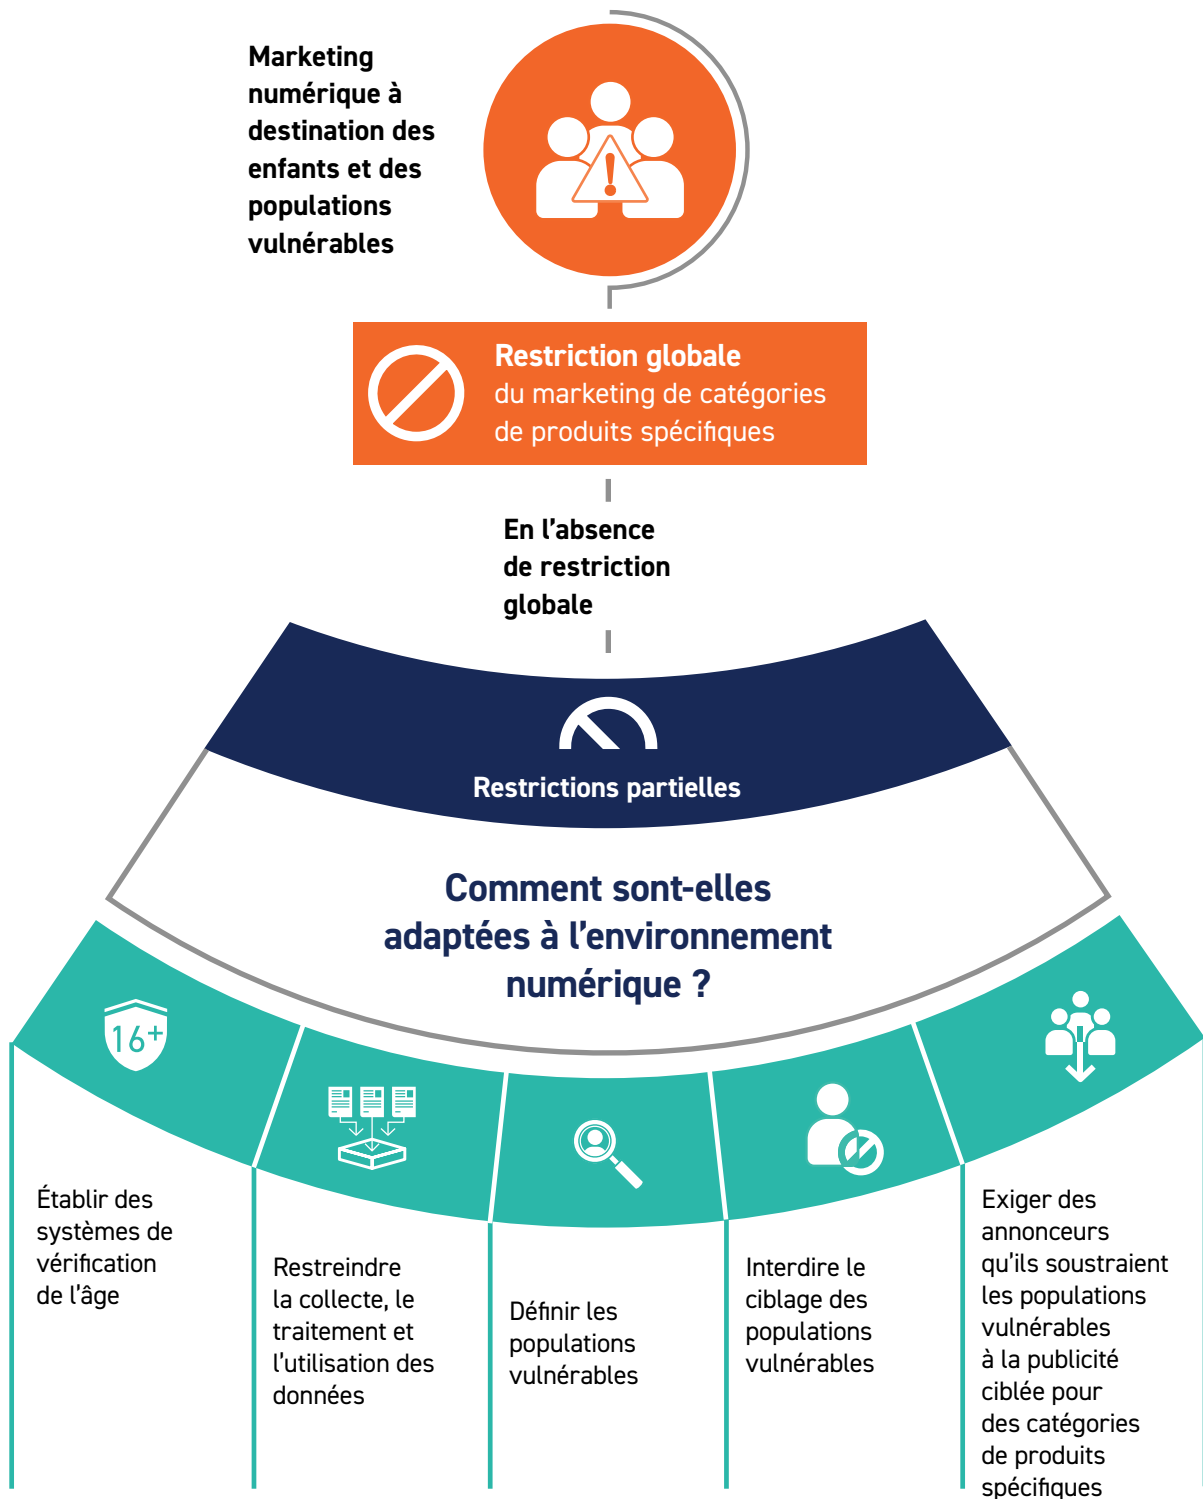 Marketing
numérique à
destination des
enfants et des
populations
vulnérables
Restriction globale
du marketing de catégories
de produits spécifiques
En l’absence
de restriction
globale
Restrictions partielles
Comment sont-elles
adaptées à l’environnement
numérique ?
16+
Établir des
systèmes de
vérification
de l’âge
Restreindre
la collecte, le
traitement et
l’utilisation des
données
Définir les
populations
vulnérables
Interdire le
ciblage des
populations
vulnérables
Exiger des
annonceurs
qu’ils soustraient
les populations
vulnérables
à la publicité
ciblée pour
des catégories
de produits
spécifiques